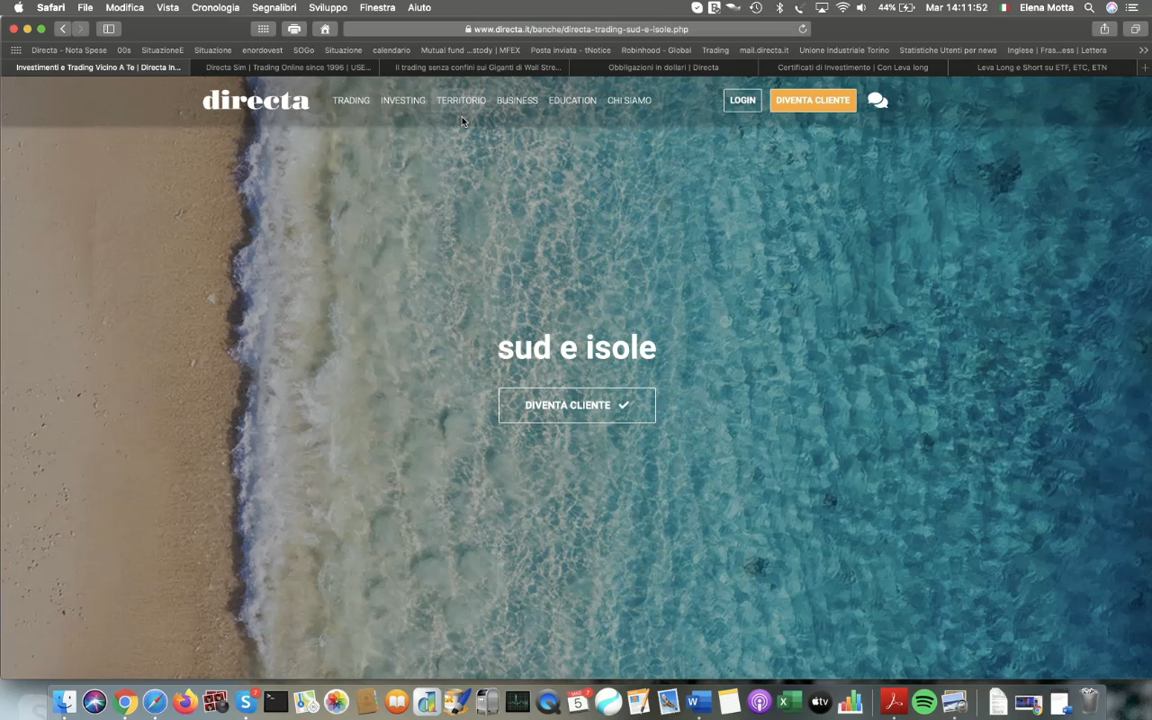 Safari File Modifica Vista Cronologia Segnalibri Sviluppo Finestra Aiuto 44% Mar 14:11:52 Elena Motta
www.directa.it/banche/directa-trading-sud-e-isole.php
Directa - Nota Spese 00s SituazioneE Situazione enordovest SOGo Situazione calendario Mutual fund ...study | MFEX Posta inviata - tNotice Robinhood - Global Trading mail.directa.it Unione Industriale Torino Statistiche Utenti per news Inglese | Fras...ess | Lettera
Investimenti e Trading Vicino A Te | Directa In... Directa Sim | Trading Online since 1996 | USE... Il trading senza confini sui Giganti di Wall Stre... Obbligazioni in dollari | Directa Certificati di Investimento | Con Leva long Leva Long e Short su ETF, ETC, ETN
directa TRADING INVESTING TERRITORIO BUSINESS EDUCATION CHI SIAMO LOGIN DIVENTA CLIENTE
sud e isole
DIVENTA CLIENTE